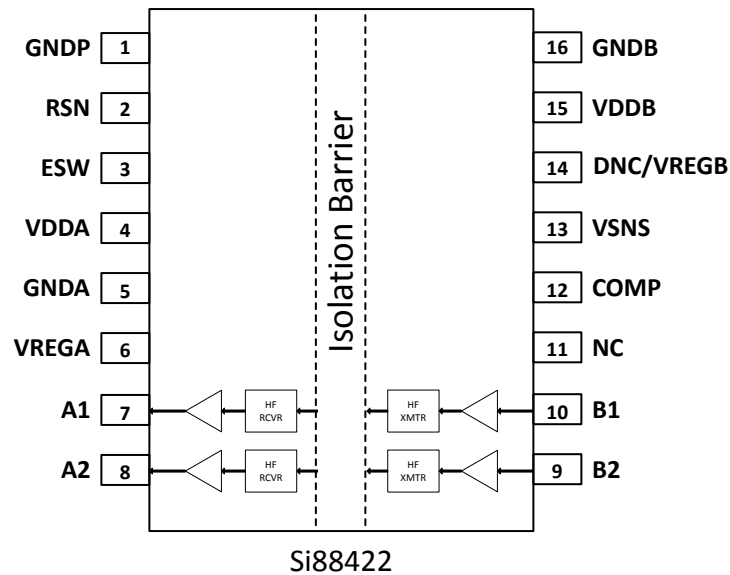 GNDP 1
RSN 2
ESW 3
VDDA 4
GNDA 5
VREGA 6
A1 7
A2 8
HF
RCVR
HF
RCVR
Isolation Barrier
HF
XMTR
HF
XMTR
16 GNDB
15 VDDB
14 DNC/VREGB
13 VSNS
12 COMP
11 NC
10 B1
9 B2
Si88422